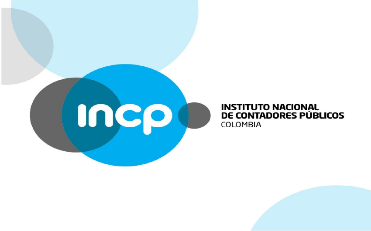 incp
INSTITUTO NACIONAL
DE CONTADORES PÚBLICOS
COLOMBIA